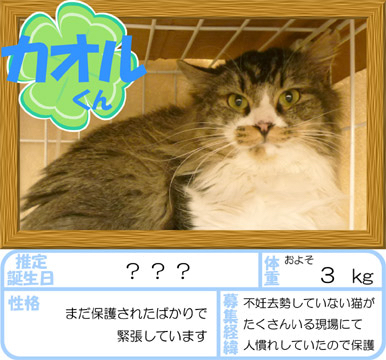 カオル
くん
推定
誕生日
？？？
体重
およそ
3 kg
性格
まだ保護されたばかりで
緊張しています
募集経緯
不妊去勢していない猫が
たくさんいる現場にて
人慣れしていたので保護